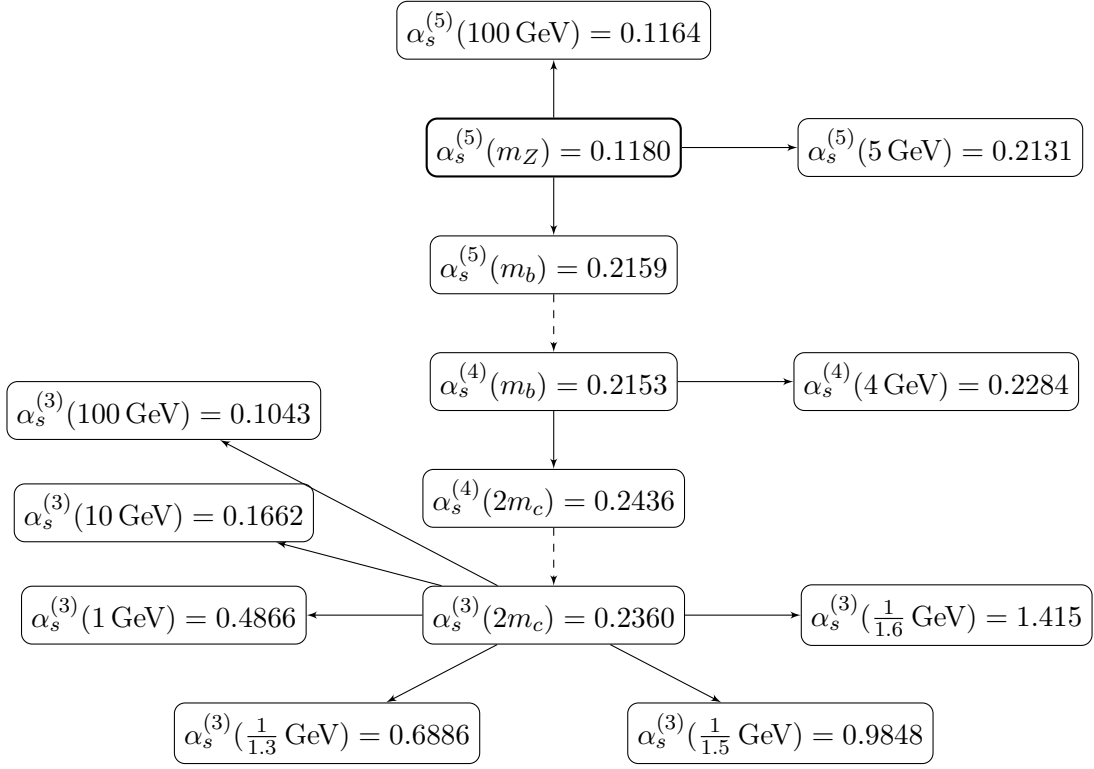 α_s^{(5)}(100 GeV) = 0.1164
α_s^{(5)}(m_Z) = 0.1180
α_s^{(5)}(5 GeV) = 0.2131
α_s^{(5)}(m_b) = 0.2159
α_s^{(4)}(m_b) = 0.2153
α_s^{(4)}(4 GeV) = 0.2284
α_s^{(3)}(100 GeV) = 0.1043
α_s^{(4)}(2m_c) = 0.2436
α_s^{(3)}(10 GeV) = 0.1662
α_s^{(3)}(1 GeV) = 0.4866
α_s^{(3)}(2m_c) = 0.2360
α_s^{(3)}(\frac{1}{1.6} GeV) = 1.415
α_s^{(3)}(\frac{1}{1.3} GeV) = 0.6886
α_s^{(3)}(\frac{1}{1.5} GeV) = 0.9848